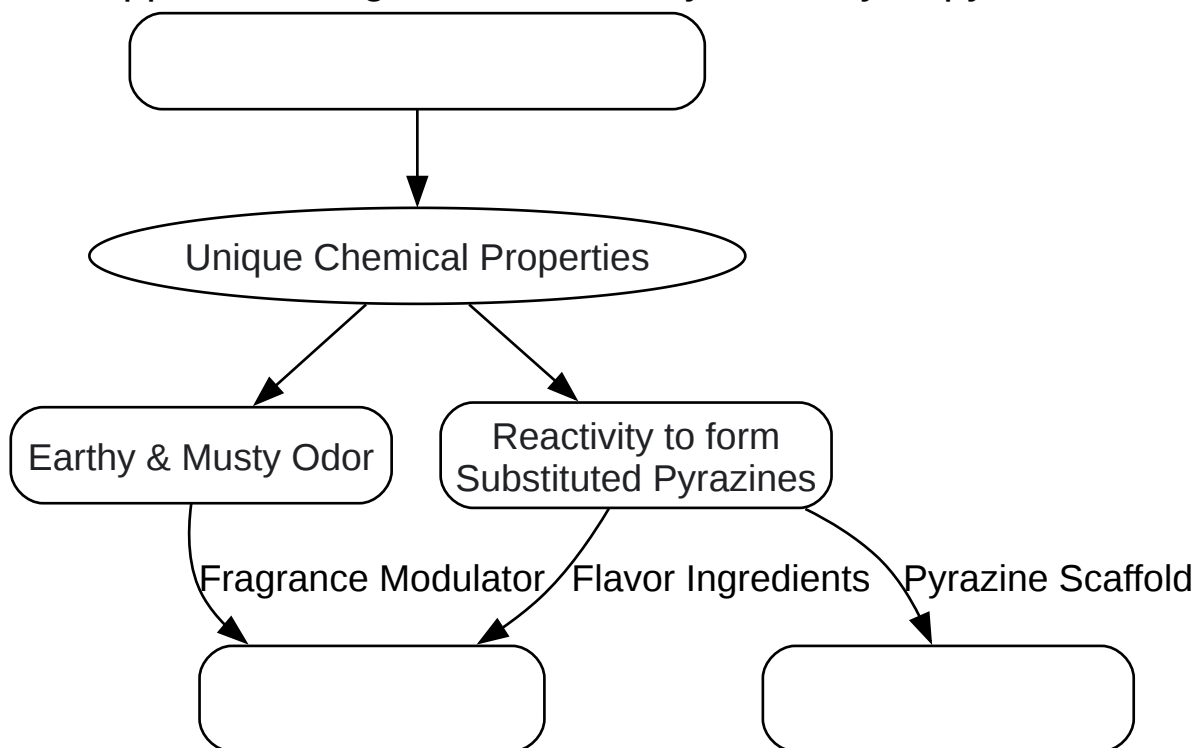 Unique Chemical Properties
Earthy & Musty Odor
Reactivity to form
Substituted Pyrazines
Fragrance Modulator
Flavor Ingredients
Pyrazine Scaffold